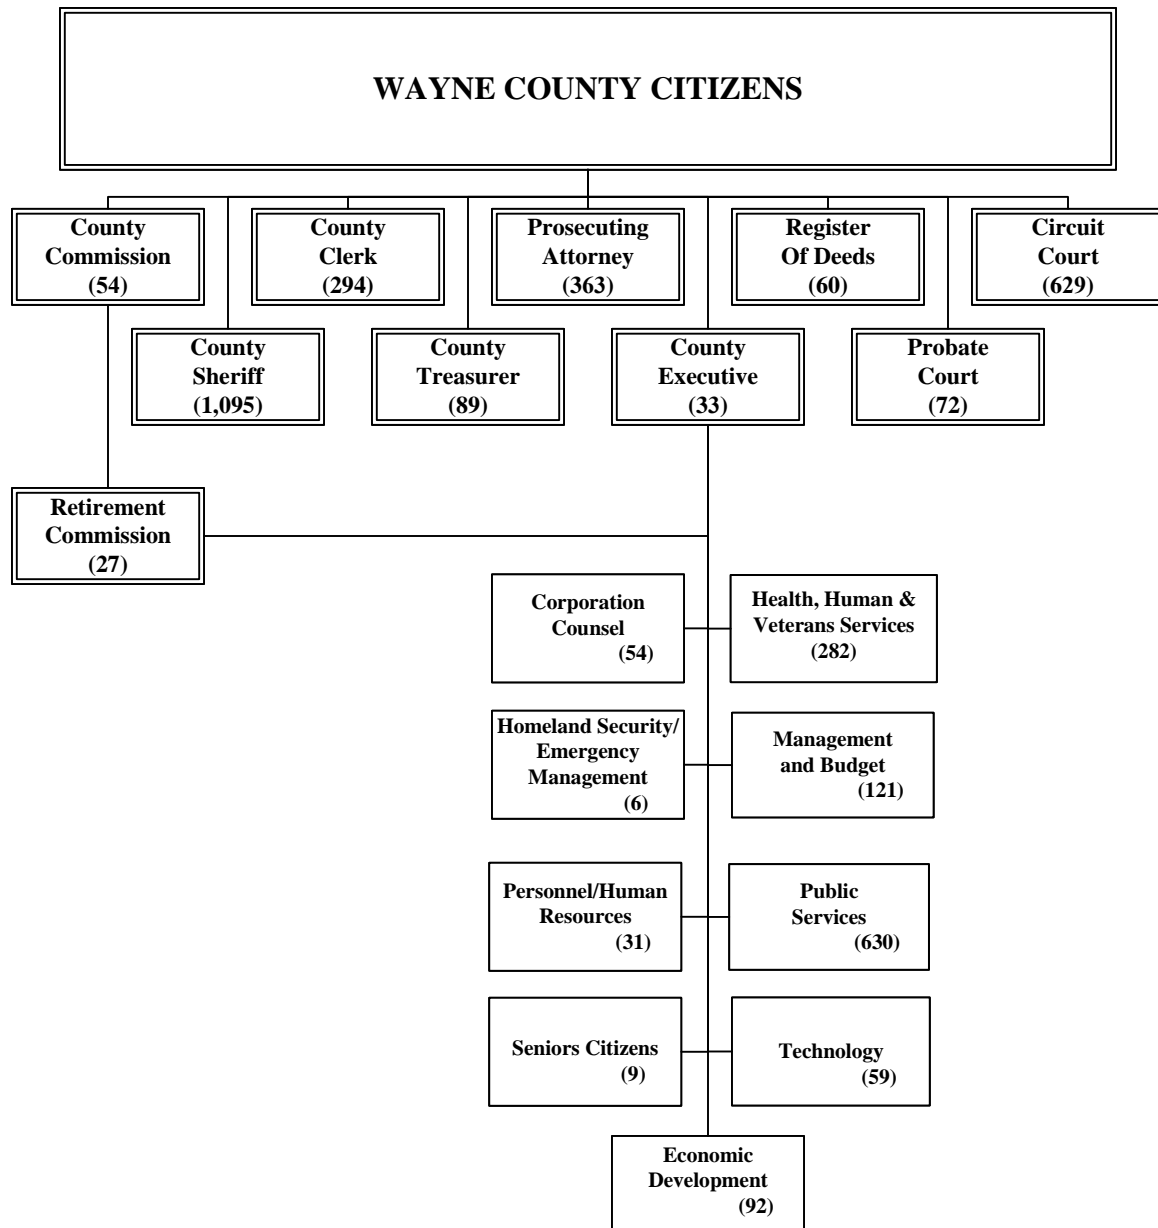 WAYNE COUNTY CITIZENS
County
Commission
(54)
County
Clerk
(294)
Prosecuting
Attorney
(363)
Register
Of Deeds
(60)
Circuit
Court
(629)
County
Sheriff
(1,095)
County
Treasurer
(89)
County
Executive
(33)
Probate
Court
(72)
Retirement
Commission
(27)
Corporation
Counsel
(54)
Health, Human &
Veterans Services
(282)
Homeland Security/
Emergency
Management
(6)
Management
and Budget
(121)
Personnel/Human
Resources
(31)
Public
Services
(630)
Seniors Citizens
(9)
Technology
(59)
Economic
Development
(92)